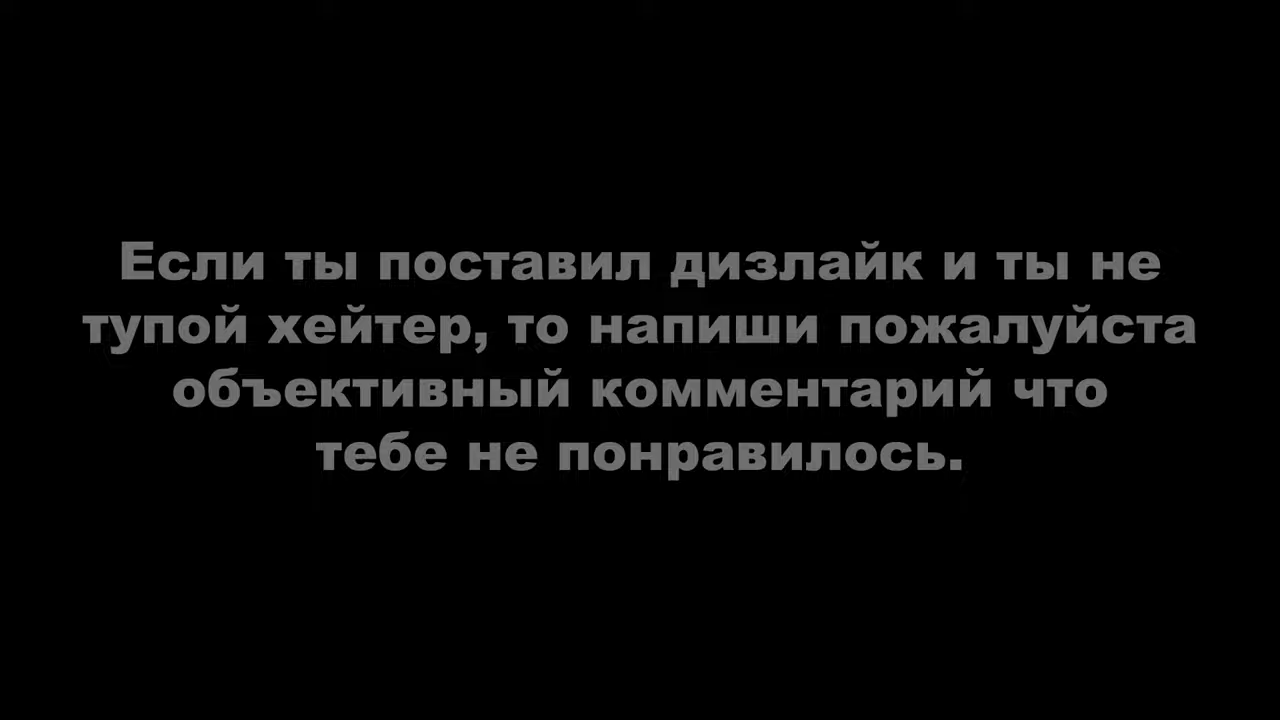 Если ты поставил дизлайк и ты не
тупой хейтер, то напиши пожалуйста
объективный комментарий что
тебе не понравилось.